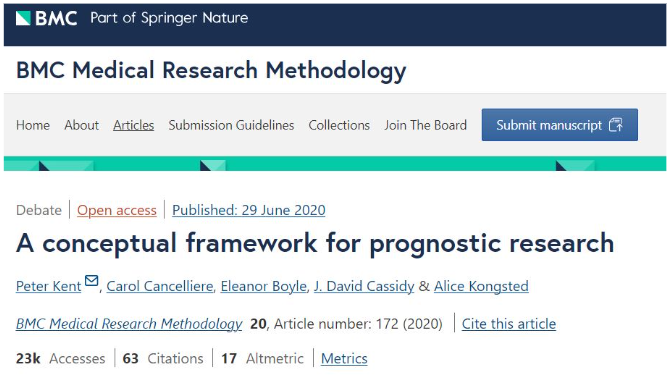 BMC Part of Springer Nature
BMC Medical Research Methodology
Home About Articles Submission Guidelines Collections Join The Board Submit manuscript
Debate | Open access | Published: 29 June 2020
A conceptual framework for prognostic research
Peter Kent, Carol Cancelliere, Eleanor Boyle, J. David Cassidy & Alice Kongsted
BMC Medical Research Methodology 20, Article number: 172 (2020) | Cite this article
23k Accesses | 63 Citations | 17 Altmetric | Metrics